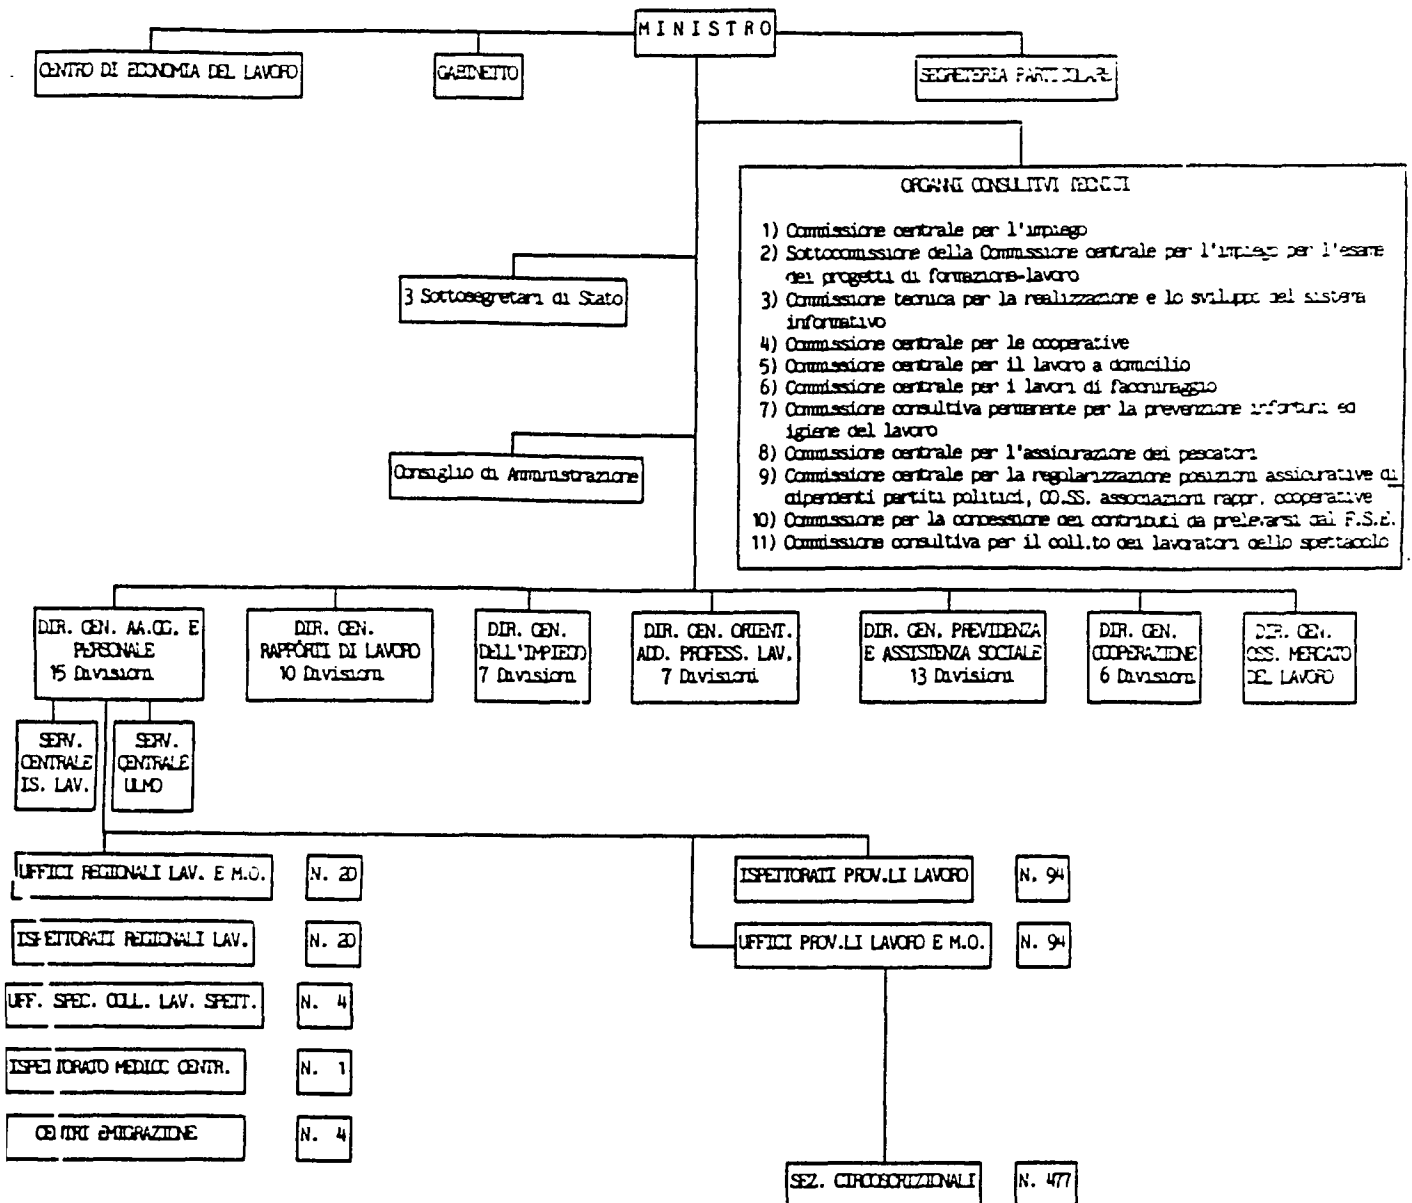 MINISTRO
CENTRO DI ECONOMIA DEL LAVORO
GABINETTO
SEGRETERIA PARTICOLARE
ORGANI CONSULTIVI TECNICI
1) Commissione centrale per l'impiego
2) Sottocommissione della Commissione centrale per l'impiego per l'esame
dei progetti di formazione-lavoro
3) Commissione tecnica per la realizzazione e lo sviluppo del sistema
informativo
4) Commissione centrale per le cooperative
5) Commissione centrale per il lavoro a domicilio
6) Commissione centrale per i lavori di facchinaggio
7) Commissione consultiva permanente per la prevenzione infortuni ed
igiene del lavoro
8) Commissione centrale per l'assicurazione dei pescatori
9) Commissione centrale per la regolarizzazione posizioni assicurative di
dipendenti partiti politici, OO.SS. associazioni rappr. cooperative
10) Commissione per la concessione dei contributi da prelevarsi dal F.S.E.
11) Commissione consultiva per il coll.to dei lavoratori dello spettacolo
3 Sottosegretari di Stato
Consiglio di Amministrazione
DIR. GEN. AA.GG. E
PERSONALE
15 Divisioni
DIR. GEN.
RAPPORTI DI LAVORO
10 Divisioni
DIR. GEN.
DELL'IMPIEGO
7 Divisioni
DIR. GEN. ORIENT.
ADD. PROFESS. LAV.
7 Divisioni
DIR. GEN. PREVIDENZA
E ASSISTENZA SOCIALE
13 Divisioni
DIR. GEN.
COOPERAZIONE
6 Divisioni
DIR. GEN.
OSS. MERCATO
DEL LAVORO
SERV.
CENTRALE
IS. LAV.
SERV.
CENTRALE
ULMO
UFFICI REGIONALI LAV. E M.O. N. 20
ISPETTORATI PROV.LI LAVORO N. 94
ISPETTORATI REGIONALI LAV. N. 20
UFFICI PROV.LI LAVORO E M.O. N. 94
UFF. SPEC. COLL. LAV. SPETT. N. 4
ISPETTORATO MEDICO CENTR. N. 1
CENTRI EMIGRAZIONE N. 4
SEZ. CIRCOSCRIZIONALI N. 477